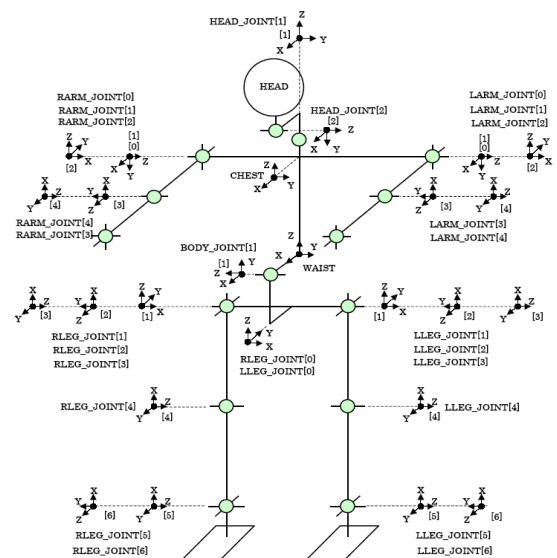 HEAD_JOINT[1]
Z
[1]
Y
X
HEAD
RARM_JOINT[0]
RARM_JOINT[1]
RARM_JOINT[2]
LARM_JOINT[0]
LARM_JOINT[1]
LARM_JOINT[2]
HEAD_JOINT[2]
[2]
Z
Y
X
[2]
X
[1]
[0]
Z
Y
X
Y
[1]
[0]
Z
Y
Z
Y
X
[2]
CHEST
Z
Y
X
X
Z
Y
[4]
X
Y
Z
[3]
X
Y
Z
[3]
X
Z
Y
[4]
RARM_JOINT[4]
RARM_JOINT[3]
LARM_JOINT[3]
LARM_JOINT[4]
BODY_JOINT[1]
[1]
Y
Z
X
Z
Y
X
WAIST
X
Z
Y
[3]
X
Y
Z
[2]
Z
Y
X
[1]
Z
Y
X
[1]
X
Y
Z
[2]
X
Z
Y
[3]
RLEG_JOINT[1]
RLEG_JOINT[2]
RLEG_JOINT[3]
Z
Y
X
RLEG_JOINT[0]
LLEG_JOINT[0]
LLEG_JOINT[1]
LLEG_JOINT[2]
LLEG_JOINT[3]
RLEG_JOINT[4]
X
Z
Y
[4]
X
Z
Y
[4]
LLEG_JOINT[4]
X
Y
Z
[6]
X
Z
Y
[5]
X
Z
Y
[5]
X
Y
Z
[6]
RLEG_JOINT[5]
RLEG_JOINT[6]
LLEG_JOINT[5]
LLEG_JOINT[6]